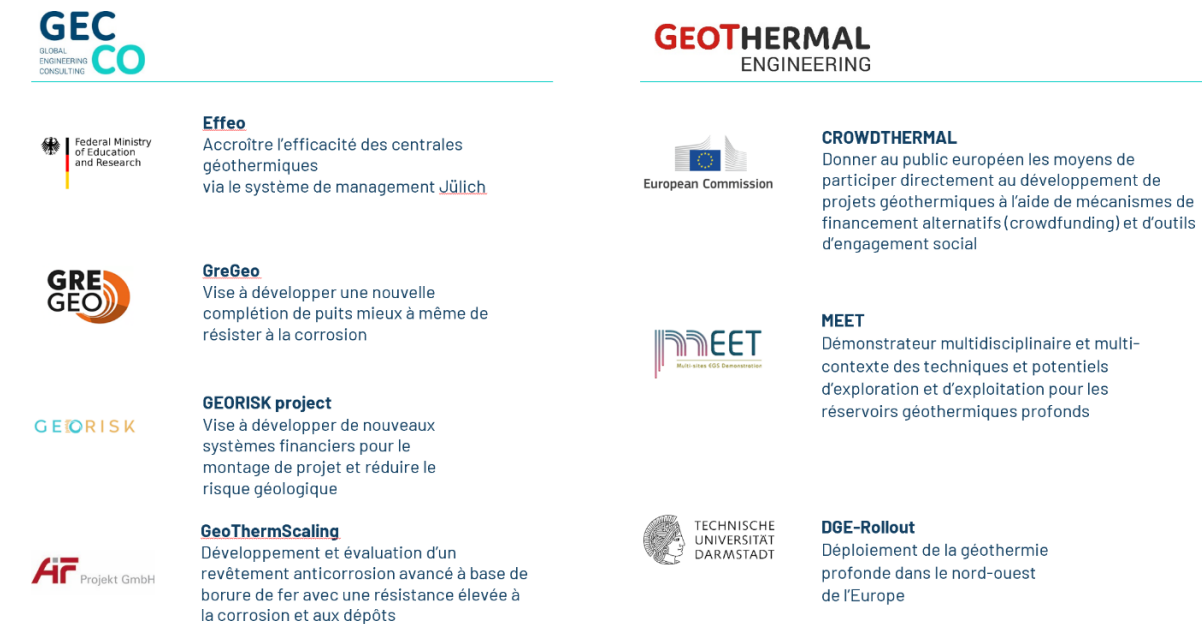 GEC
GLOBAL
ENGINEERING
CONSULTING
CO
Federal Ministry
of Education
and Research
Effeo
Accroître l’efficacité des centrales
géothermiques
via le système de management Jülich
GRE
GEO
GreGeo
Vise à développer une nouvelle
complétion de puits mieux à même de
résister à la corrosion
GEORISK
GEORISK project
Vise à développer de nouveaux
systèmes financiers pour le
montage de projet et réduire le
risque géologique
AiF Projekt GmbH
GeoThermScaling
Développement et évaluation d’un
revêtement anticorrosion avancé à base de
borure de fer avec une résistance élevée à
la corrosion et aux dépôts
GEOTHERMAL
ENGINEERING
European Commission
CROWDTHERMAL
Donner au public européen les moyens de
participer directement au développement de
projets géothermiques à l’aide de mécanismes de
financement alternatifs (crowdfunding) et d’outils
d’engagement social
MEET
Multi-sites EGS Demonstration
MEET
Démonstrateur multidisciplinaire et multi-
contexte des techniques et potentiels
d’exploration et d’exploitation pour les
réservoirs géothermiques profonds
TECHNISCHE
UNIVERSITÄT
DARMSTADT
DGE-Rollout
Déploiement de la géothermie
profonde dans le nord-ouest
de l’Europe